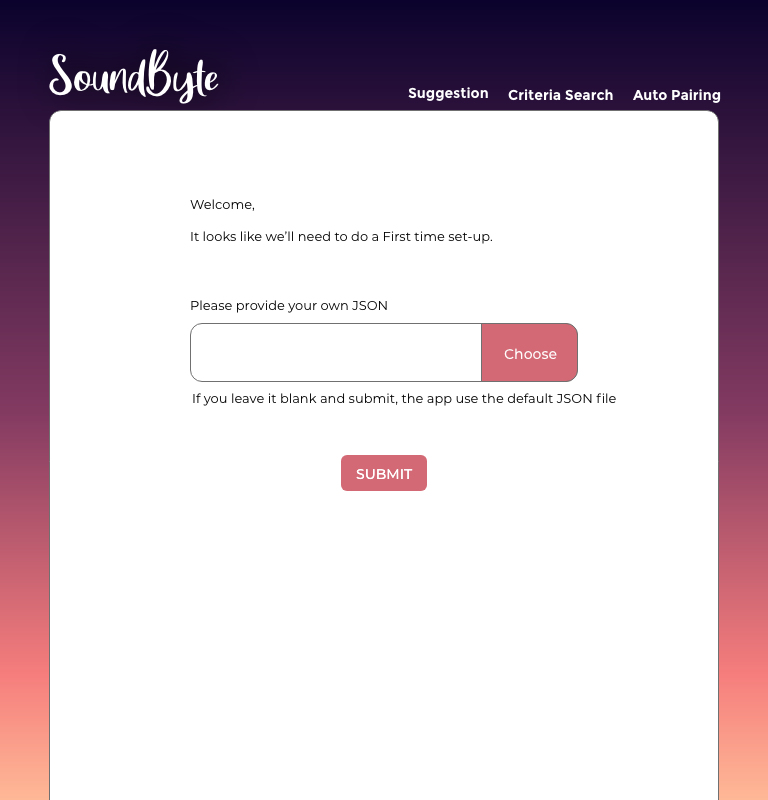 SoundByte
Suggestion Criteria Search Auto Pairing
Welcome,
It looks like we’ll need to do a First time set-up.
Please provide your own JSON
Choose
If you leave it blank and submit, the app use the default JSON file
SUBMIT